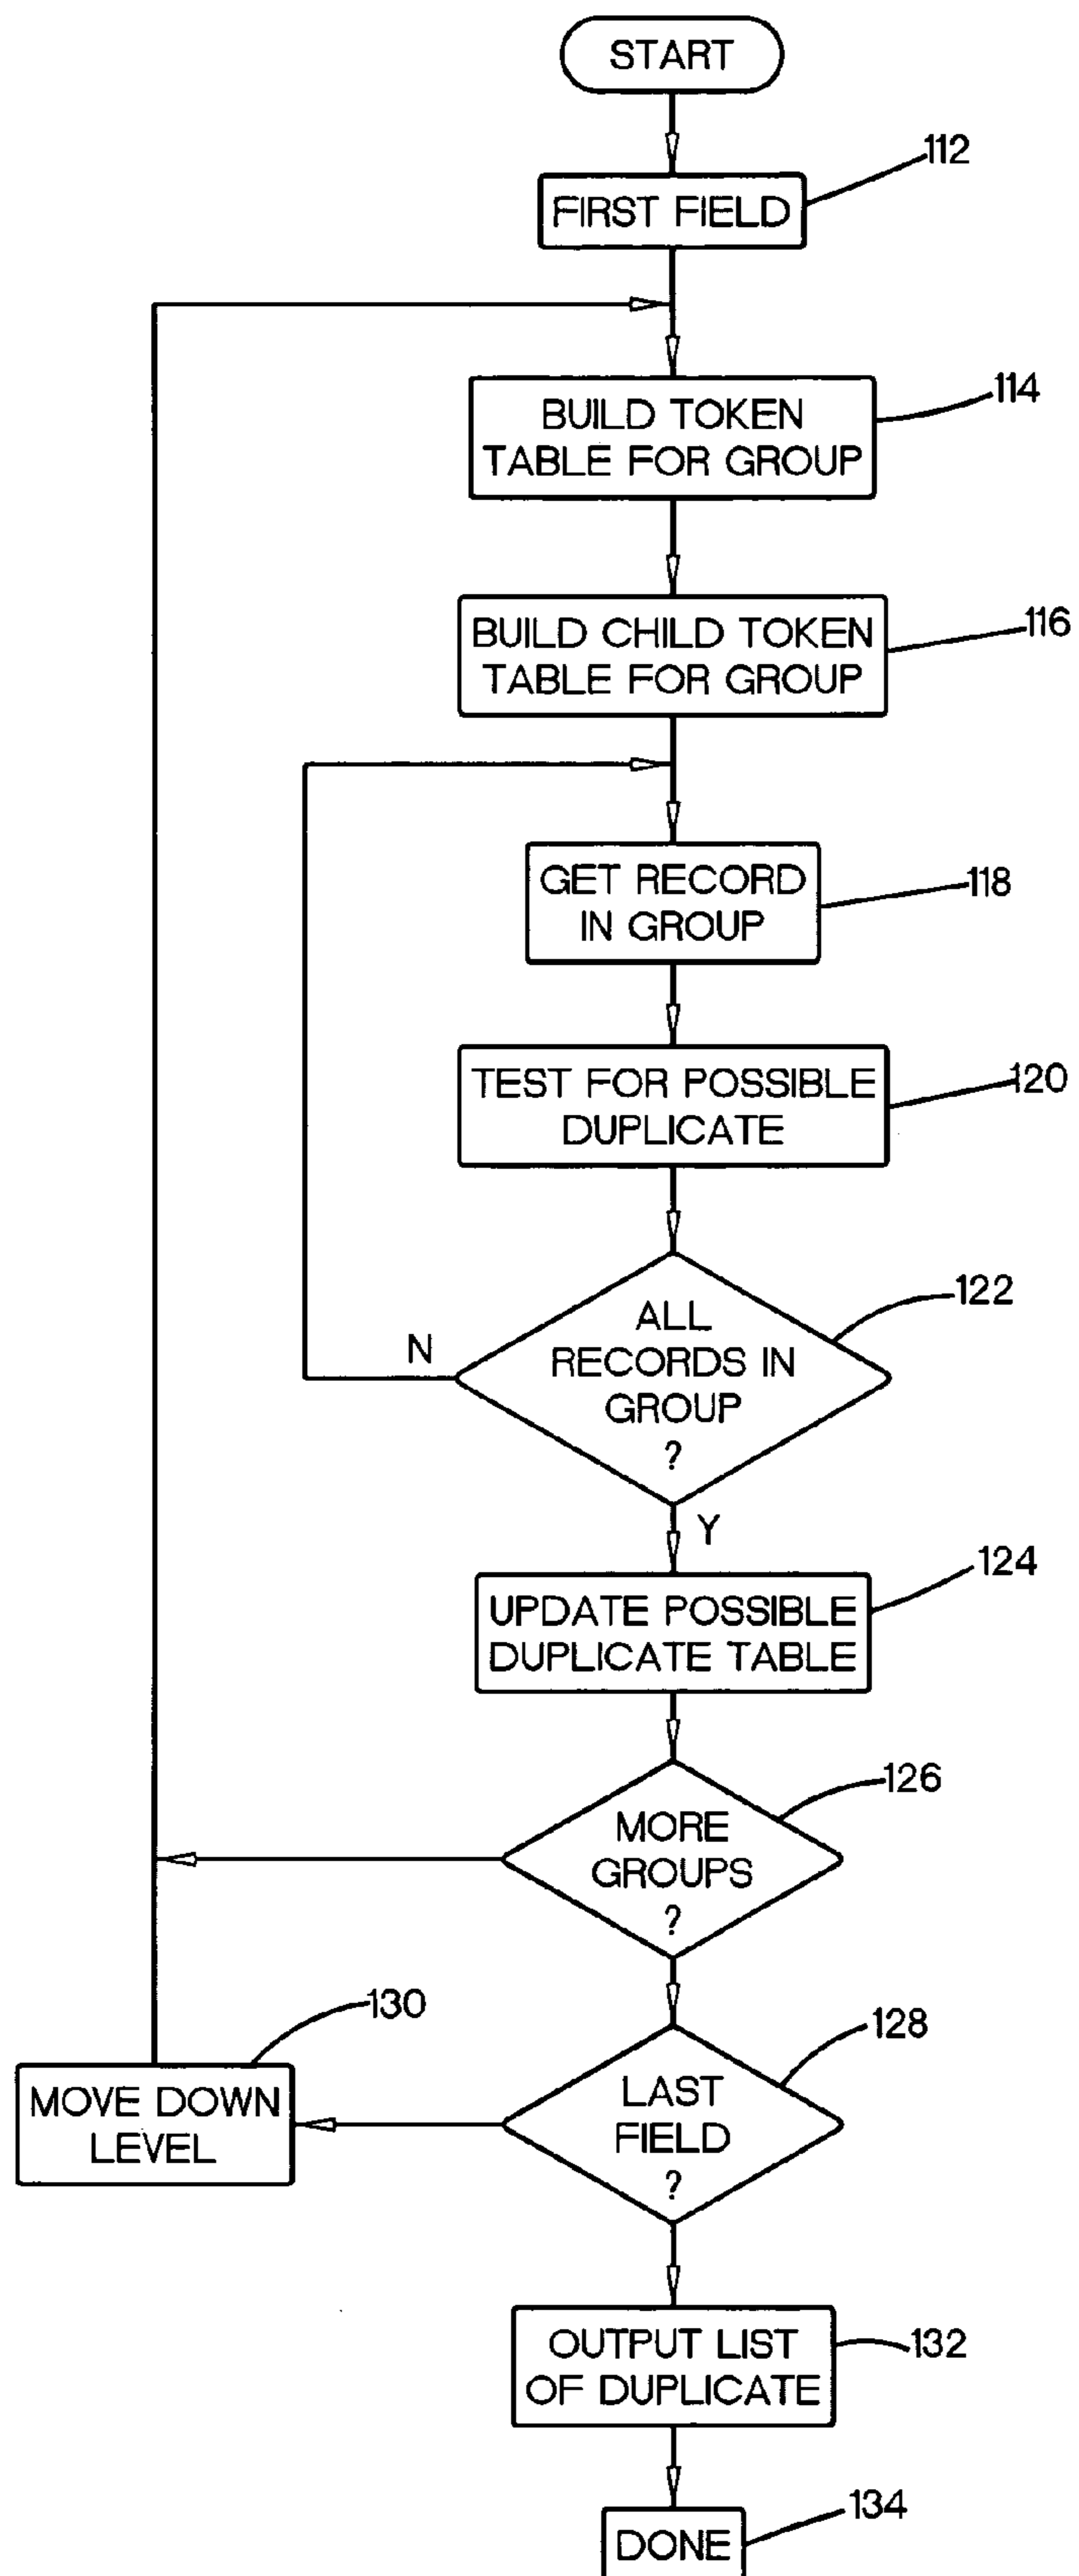 START
112
FIRST FIELD
114
BUILD TOKEN
TABLE FOR GROUP
116
BUILD CHILD TOKEN
TABLE FOR GROUP
118
GET RECORD
IN GROUP
120
TEST FOR POSSIBLE
DUPLICATE
122
ALL
RECORDS IN
GROUP
?
N
Y
124
UPDATE POSSIBLE
DUPLICATE TABLE
126
MORE
GROUPS
?
130
128
MOVE DOWN
LEVEL
LAST
FIELD
?
132
OUTPUT LIST
OF DUPLICATE
134
DONE